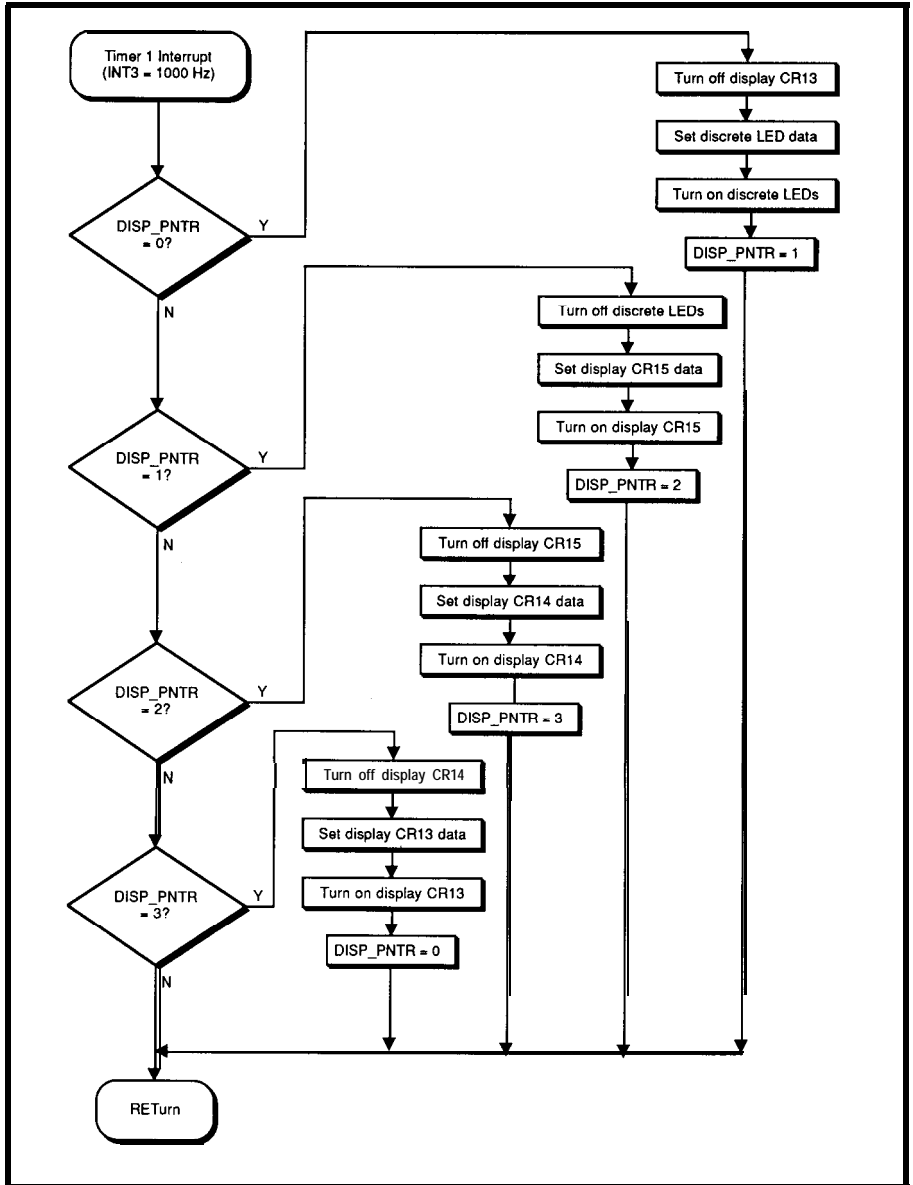 Timer 1 Interrupt
(INT3 = 1000 Hz)
DISP_PNTR
= 0?
Y
N
Turn off display CR13
Set discrete LED data
Turn on discrete LEDs
DISP_PNTR = 1
DISP_PNTR
= 1?
Y
N
Turn off discrete LEDs
Set display CR15 data
Turn on display CR15
DISP_PNTR = 2
DISP_PNTR
= 2?
Y
N
Turn off display CR15
Set display CR14 data
Turn on display CR14
DISP_PNTR = 3
DISP_PNTR
= 3?
Y
N
Turn off display CR14
Set display CR13 data
Turn on display CR13
DISP_PNTR = 0
RETurn